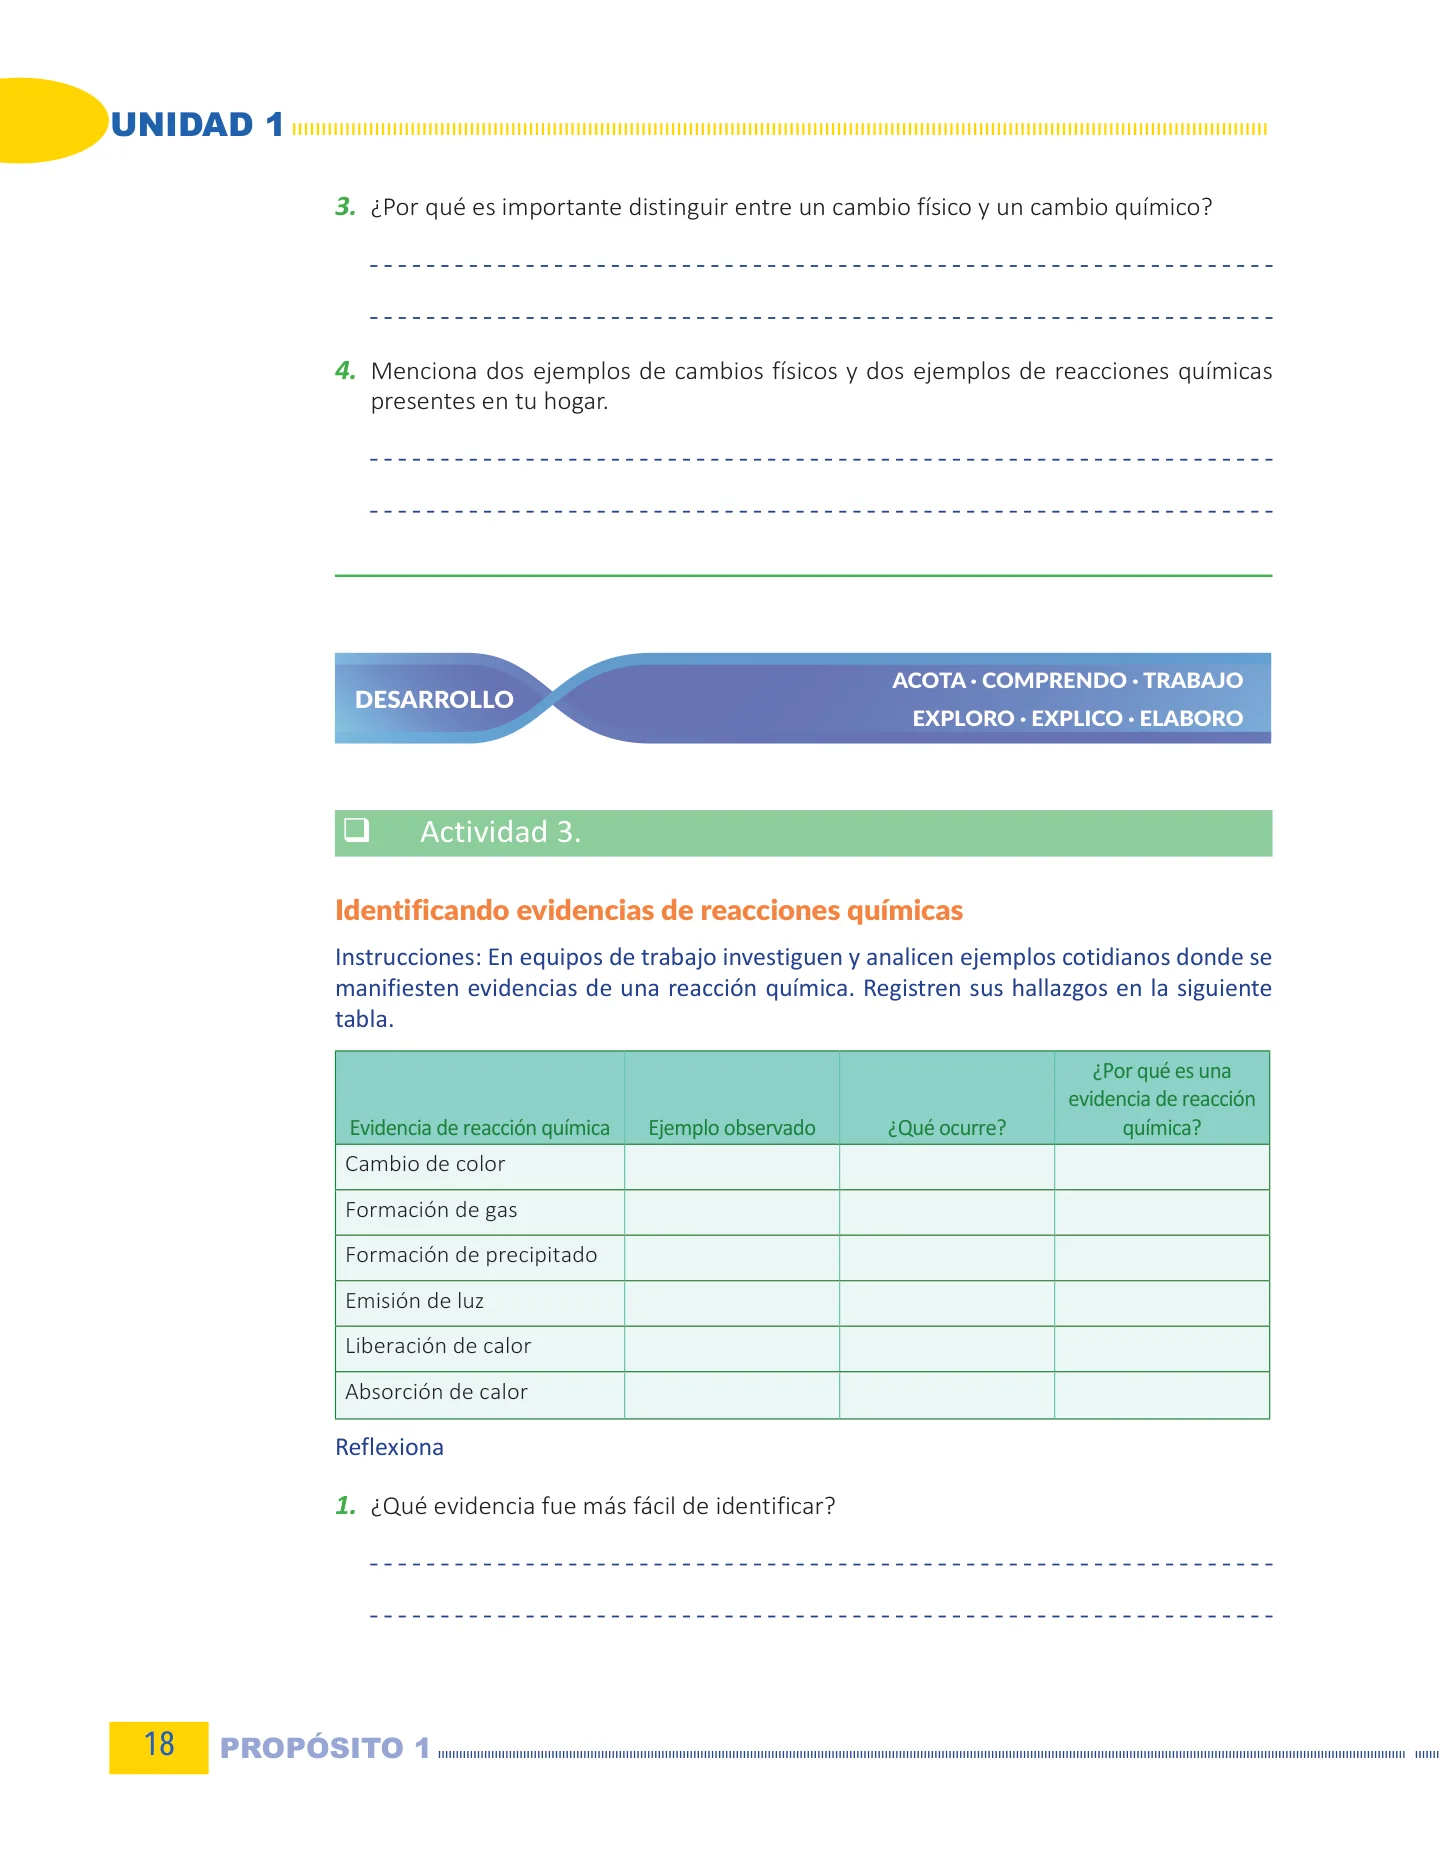 UNIDAD 1
3. ¿Por qué es importante distinguir entre un cambio físico y un cambio químico?
4. Menciona dos ejemplos de cambios físicos y dos ejemplos de reacciones químicas
presentes en tu hogar.
DESARROLLO
ACOTA · COMPRENDO · TRABAJO
EXPLORO · EXPLICO · ELABORO
Actividad 3.
Identificando evidencias de reacciones químicas
Instrucciones: En equipos de trabajo investiguen y analicen ejemplos cotidianos donde se
manifiesten evidencias de una reacción química. Registren sus hallazgos en la siguiente
tabla.
Evidencia de reacción química
Ejemplo observado
¿Qué ocurre?
¿Por qué es una
evidencia de reacción
química?
Cambio de color
Formación de gas
Formación de precipitado
Emisión de luz
Liberación de calor
Absorción de calor
Reflexiona
1. ¿Qué evidencia fue más fácil de identificar?
18
PROPÓSITO 1